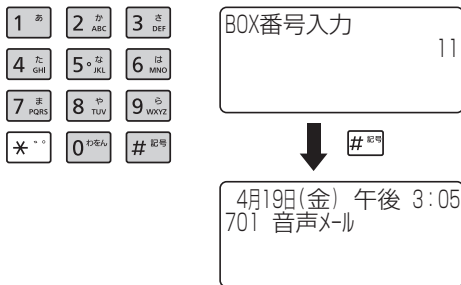 1 あ 2 か ABC 3 さ DEF
4 た GHI 5 な JKL 6 は MNO
7 ま PQRS 8 や TUV 9 ら WXYZ
* ゛゜ 0 わをん # 記号
BOX番号入力
11
# 記号
4月19日(金) 午後 3:05
701 音声メール